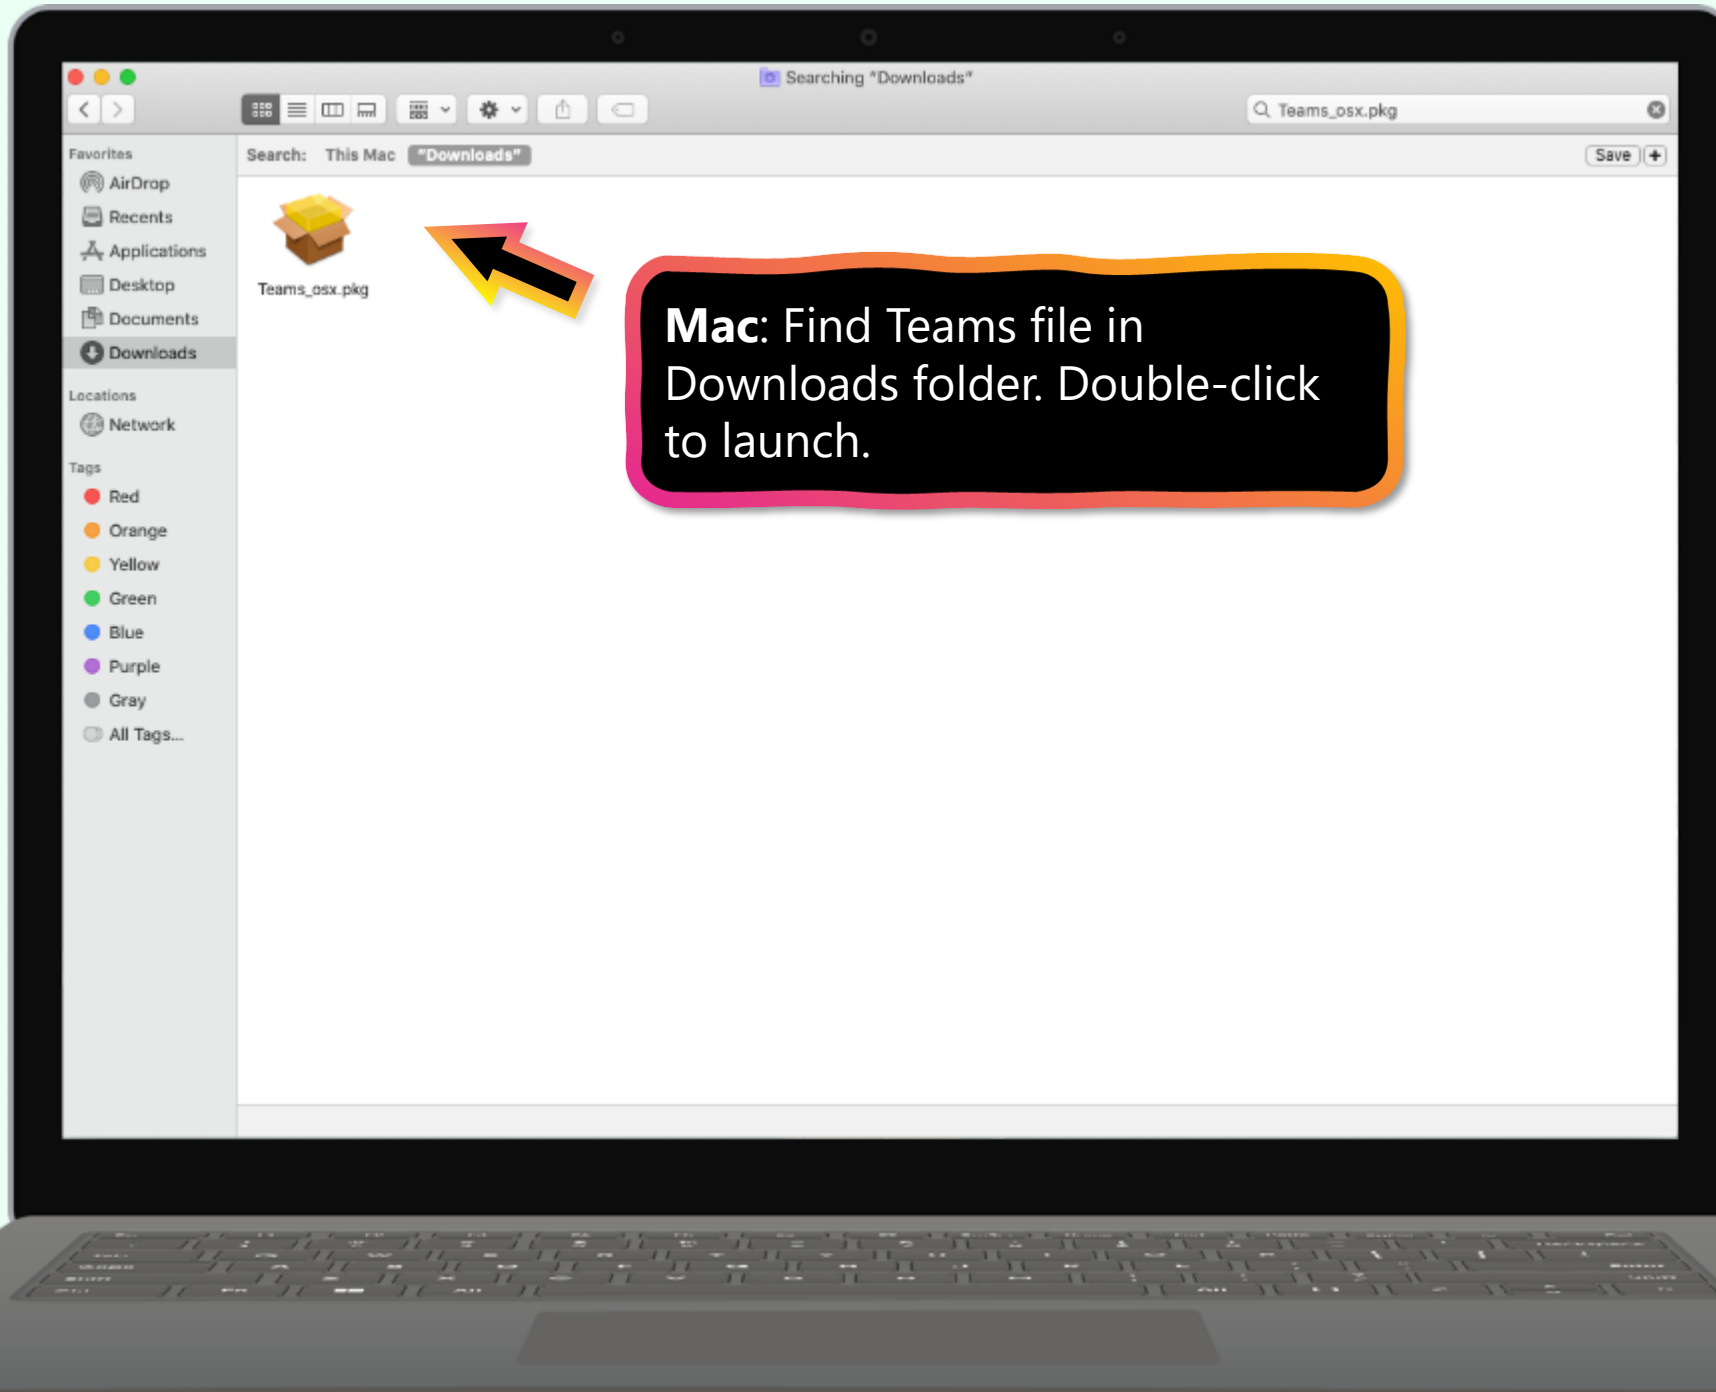 Searching "Downloads"
Teams_osx.pkg
Favorites
Search: This Mac "Downloads"
Save
AirDrop
Recents
Applications
Desktop
Documents
Downloads
Locations
Network
Tags
Red
Orange
Yellow
Green
Blue
Purple
Gray
All Tags...
Teams_osx.pkg
Mac: Find Teams file in
Downloads folder. Double-click
to launch.